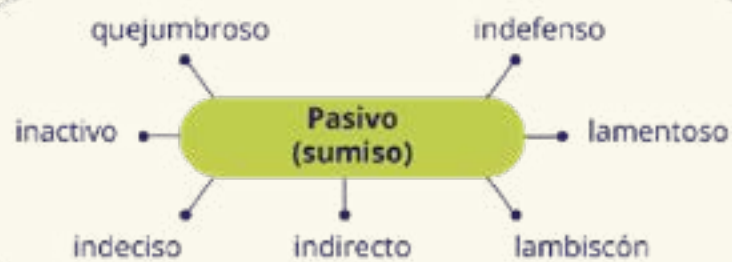 quejumbroso
indefenso
inactivo
Pasivo
(sumiso)
lamentoso
indeciso
indirecto
lambiscón